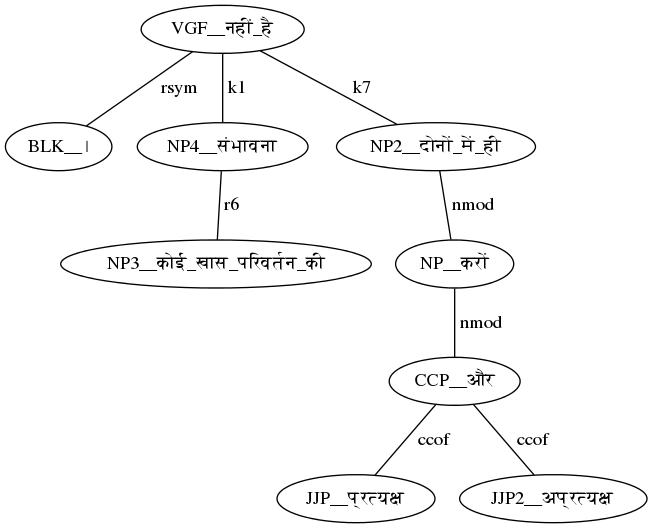 VGF__नहीं_है
rsym k1 k7
BLK__। NP4__संभावना NP2__दोनों_में_ही
r6 nmod
NP3__कोई_खास_परिवर्तन_की NP__करों
nmod
CCP__और
ccof ccof
JJP__प्रत्यक्ष JJP2__अप्रत्यक्ष